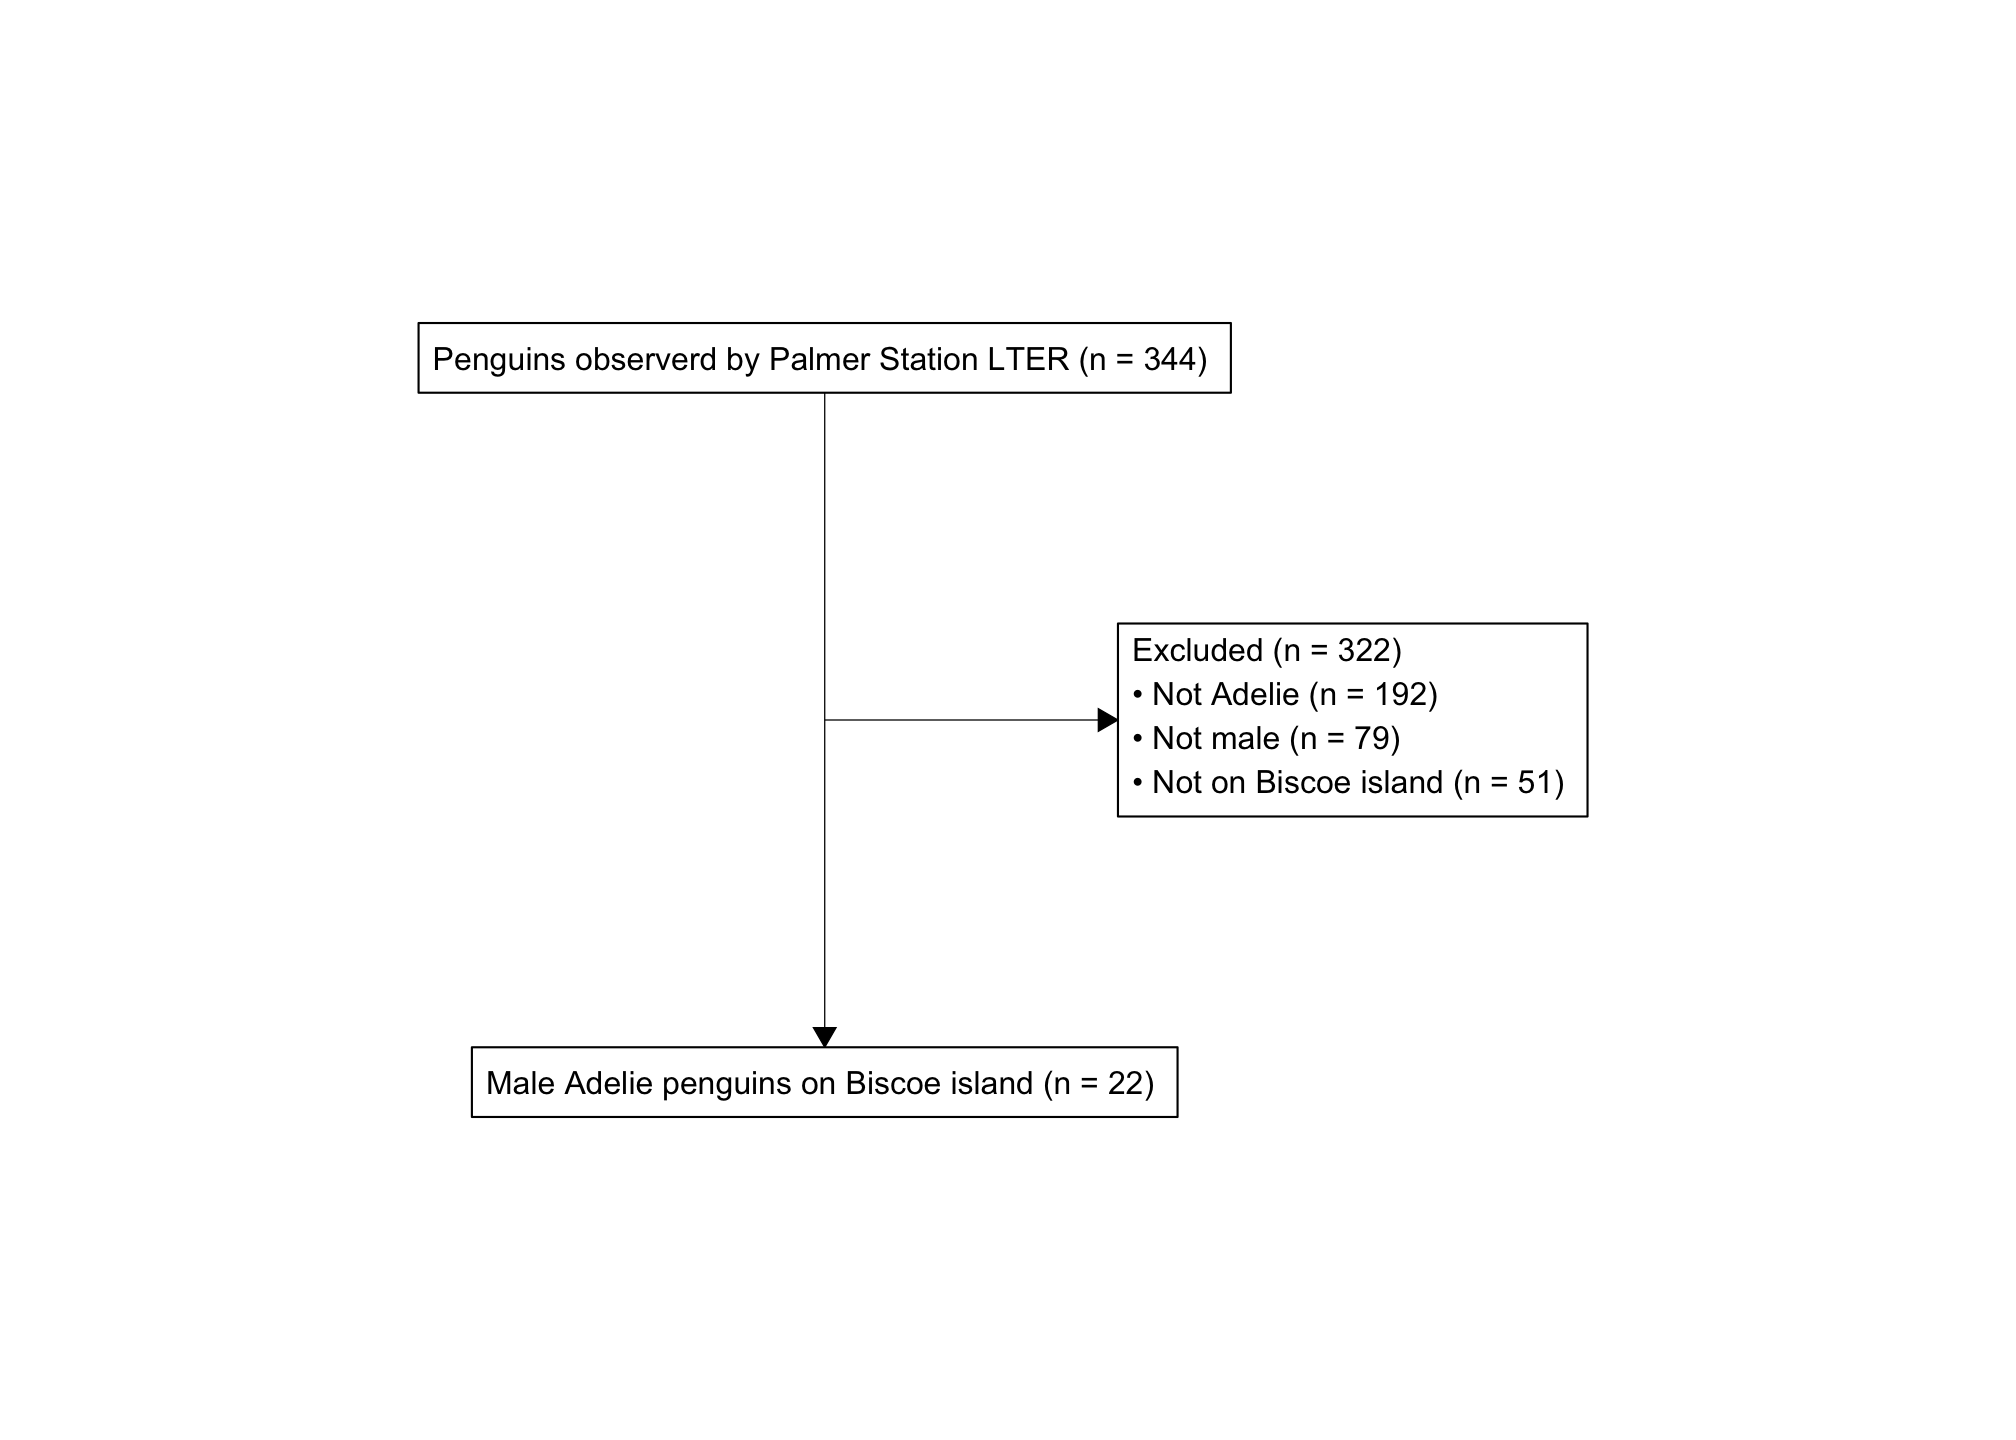 Penguins observerd by Palmer Station LTER (n = 344)
Excluded (n = 322)
• Not Adelie (n = 192)
• Not male (n = 79)
• Not on Biscoe island (n = 51)
Male Adelie penguins on Biscoe island (n = 22)